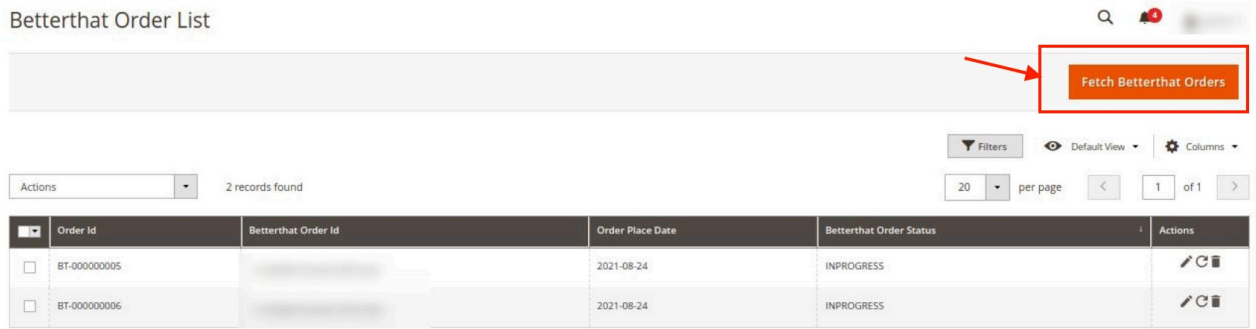 Betterthat Order List
4
Fetch Betterthat Orders
Filters Default View Columns
Actions 2 records found 20 per page 1 of 1
Order Id Betterthat Order Id Order Place Date Betterthat Order Status ↓ Actions
BT-000000005 2021-08-24 INPROGRESS
BT-000000006 2021-08-24 INPROGRESS